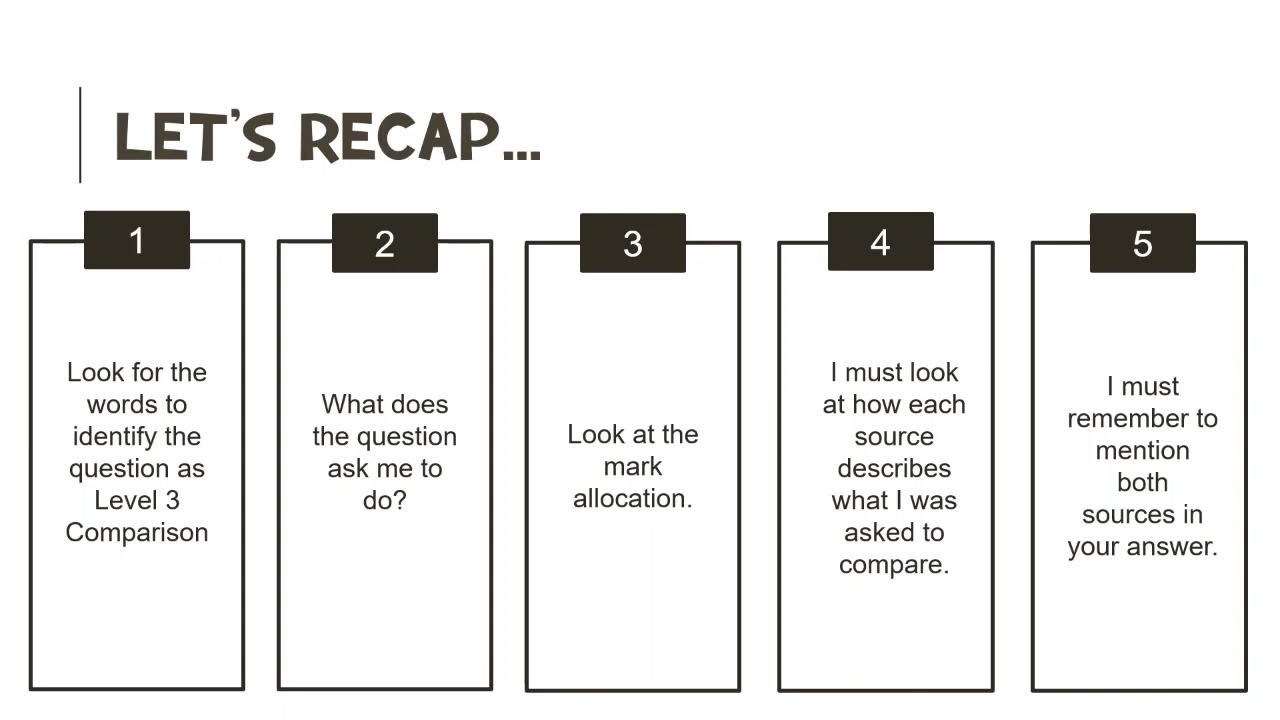 LET'S RECAP...
1
Look for the
words to
identify the
question as
Level 3
Comparison
2
What does
the question
ask me to
do?
3
Look at the
mark
allocation.
4
I must look
at how each
source
describes
what I was
asked to
compare.
5
I must
remember to
mention
both
sources in
your answer.